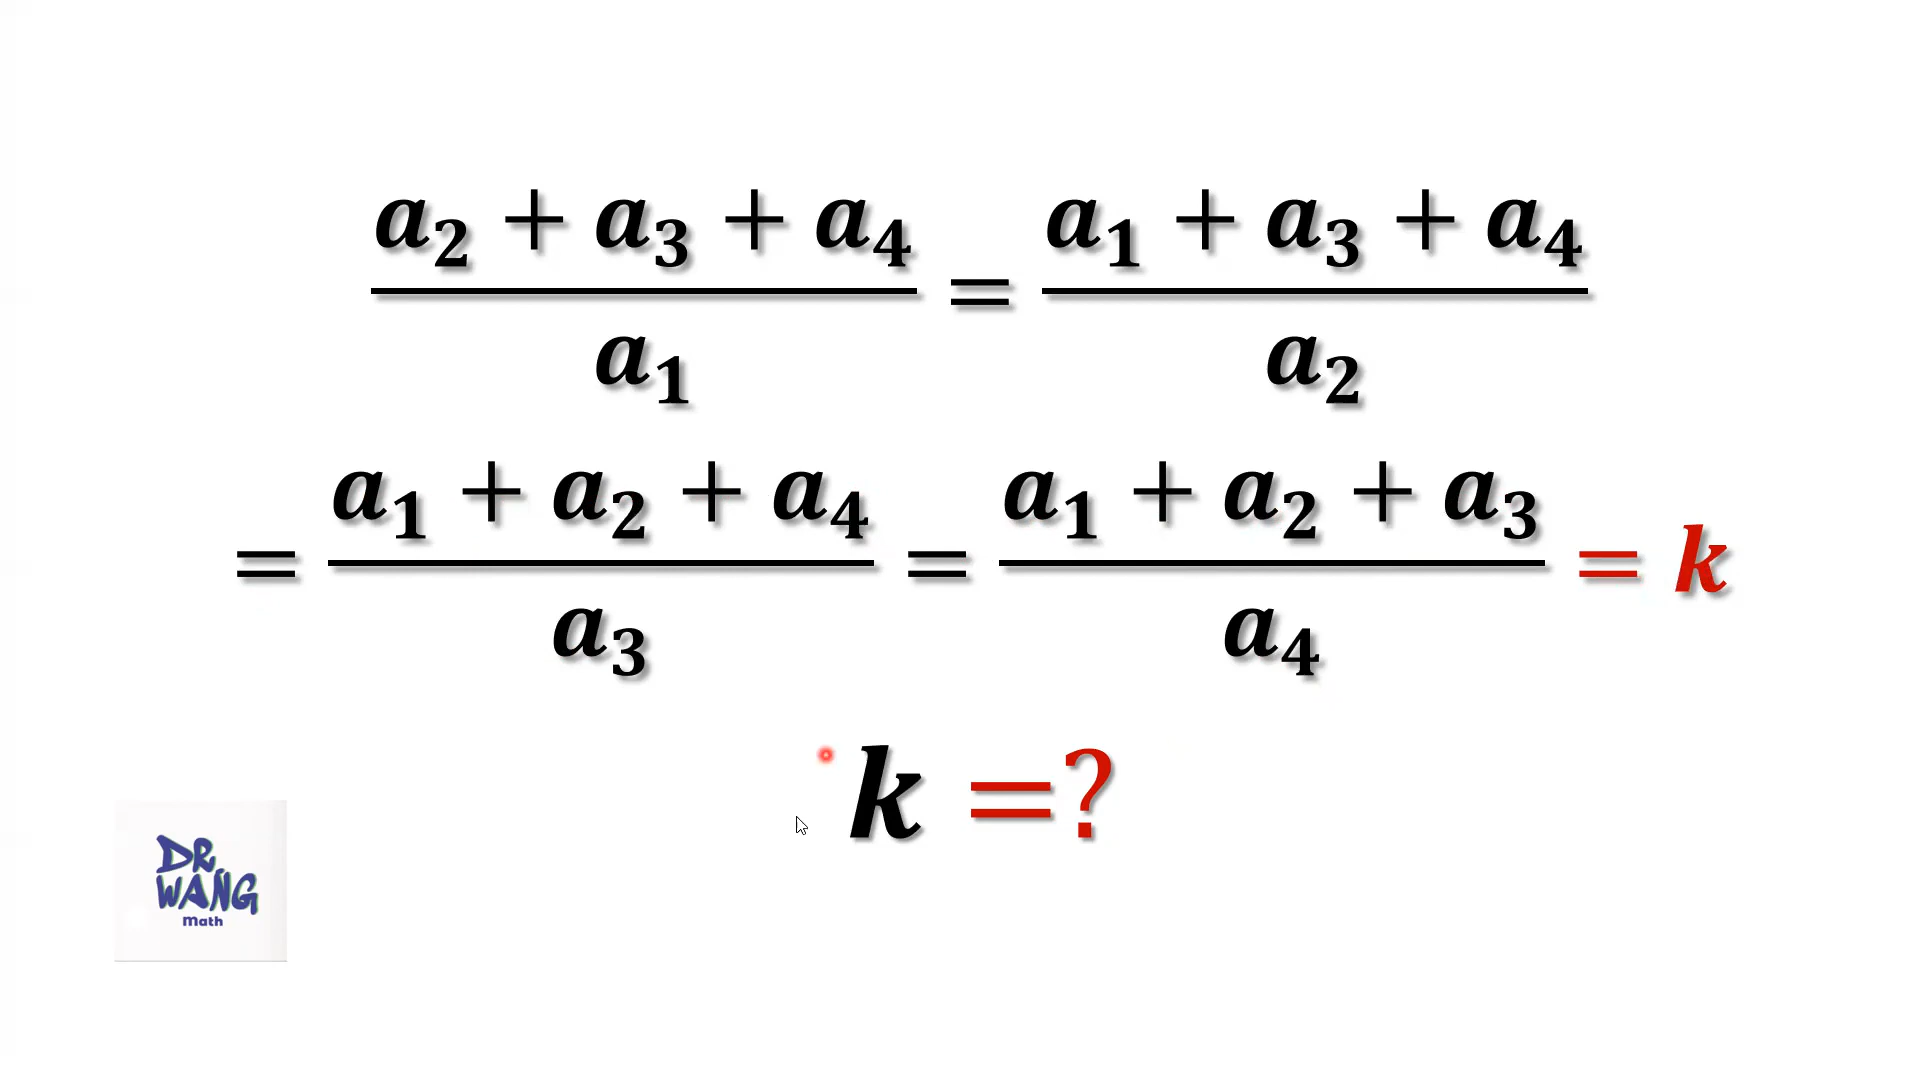 a₂ + a₃ + a₄ / a₁ = a₁ + a₃ + a₄ / a₂
= a₁ + a₂ + a₄ / a₃ = a₁ + a₂ + a₃ / a₄ = k
k =?
DR
WANG
math